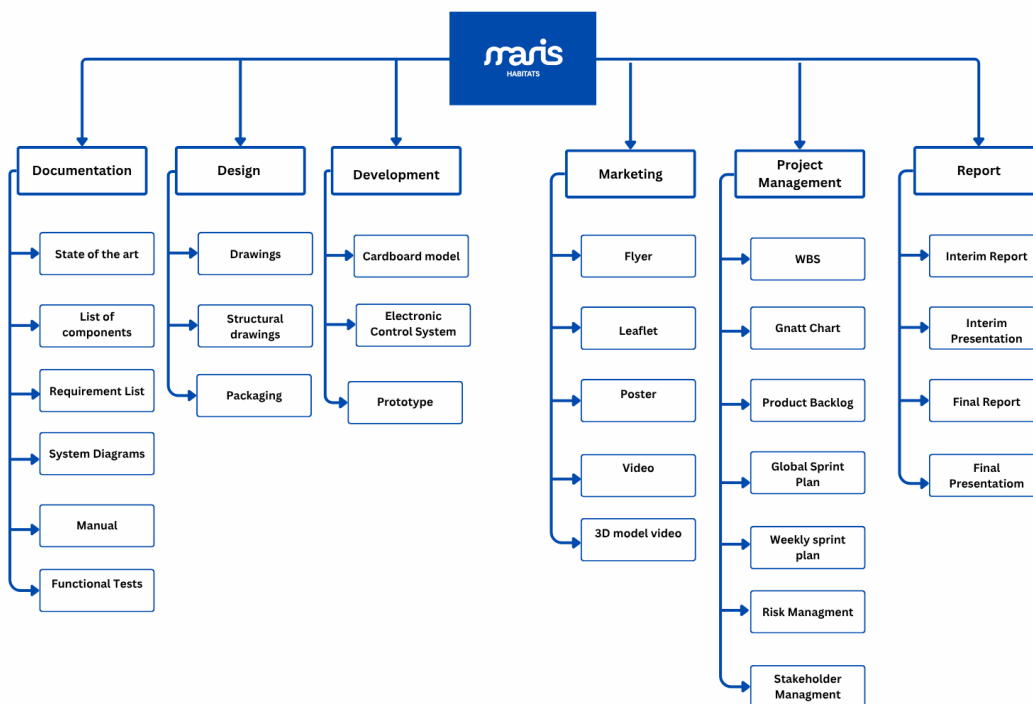 maris
HABITATS
Documentation
State of the art
List of
components
Requirement List
System Diagrams
Manual
Functional Tests
Design
Drawings
Structural
drawings
Packaging
Development
Cardboard model
Electronic
Control System
Prototype
Marketing
Flyer
Leaflet
Poster
Video
3D model video
Project
Management
WBS
Gnatt Chart
Product Backlog
Global Sprint
Plan
Weekly sprint
plan
Risk Managment
Stakeholder
Managment
Report
Interim Report
Interim
Presentation
Final Report
Final
Presentatiom